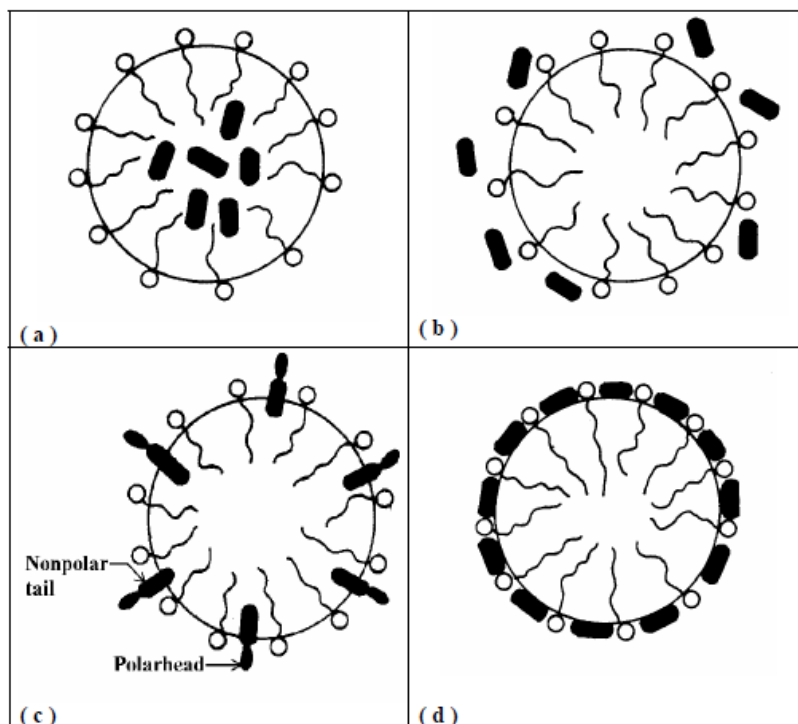 ( a )
( b )
Nonpolar
tail
Polarhead
( c )
( d )